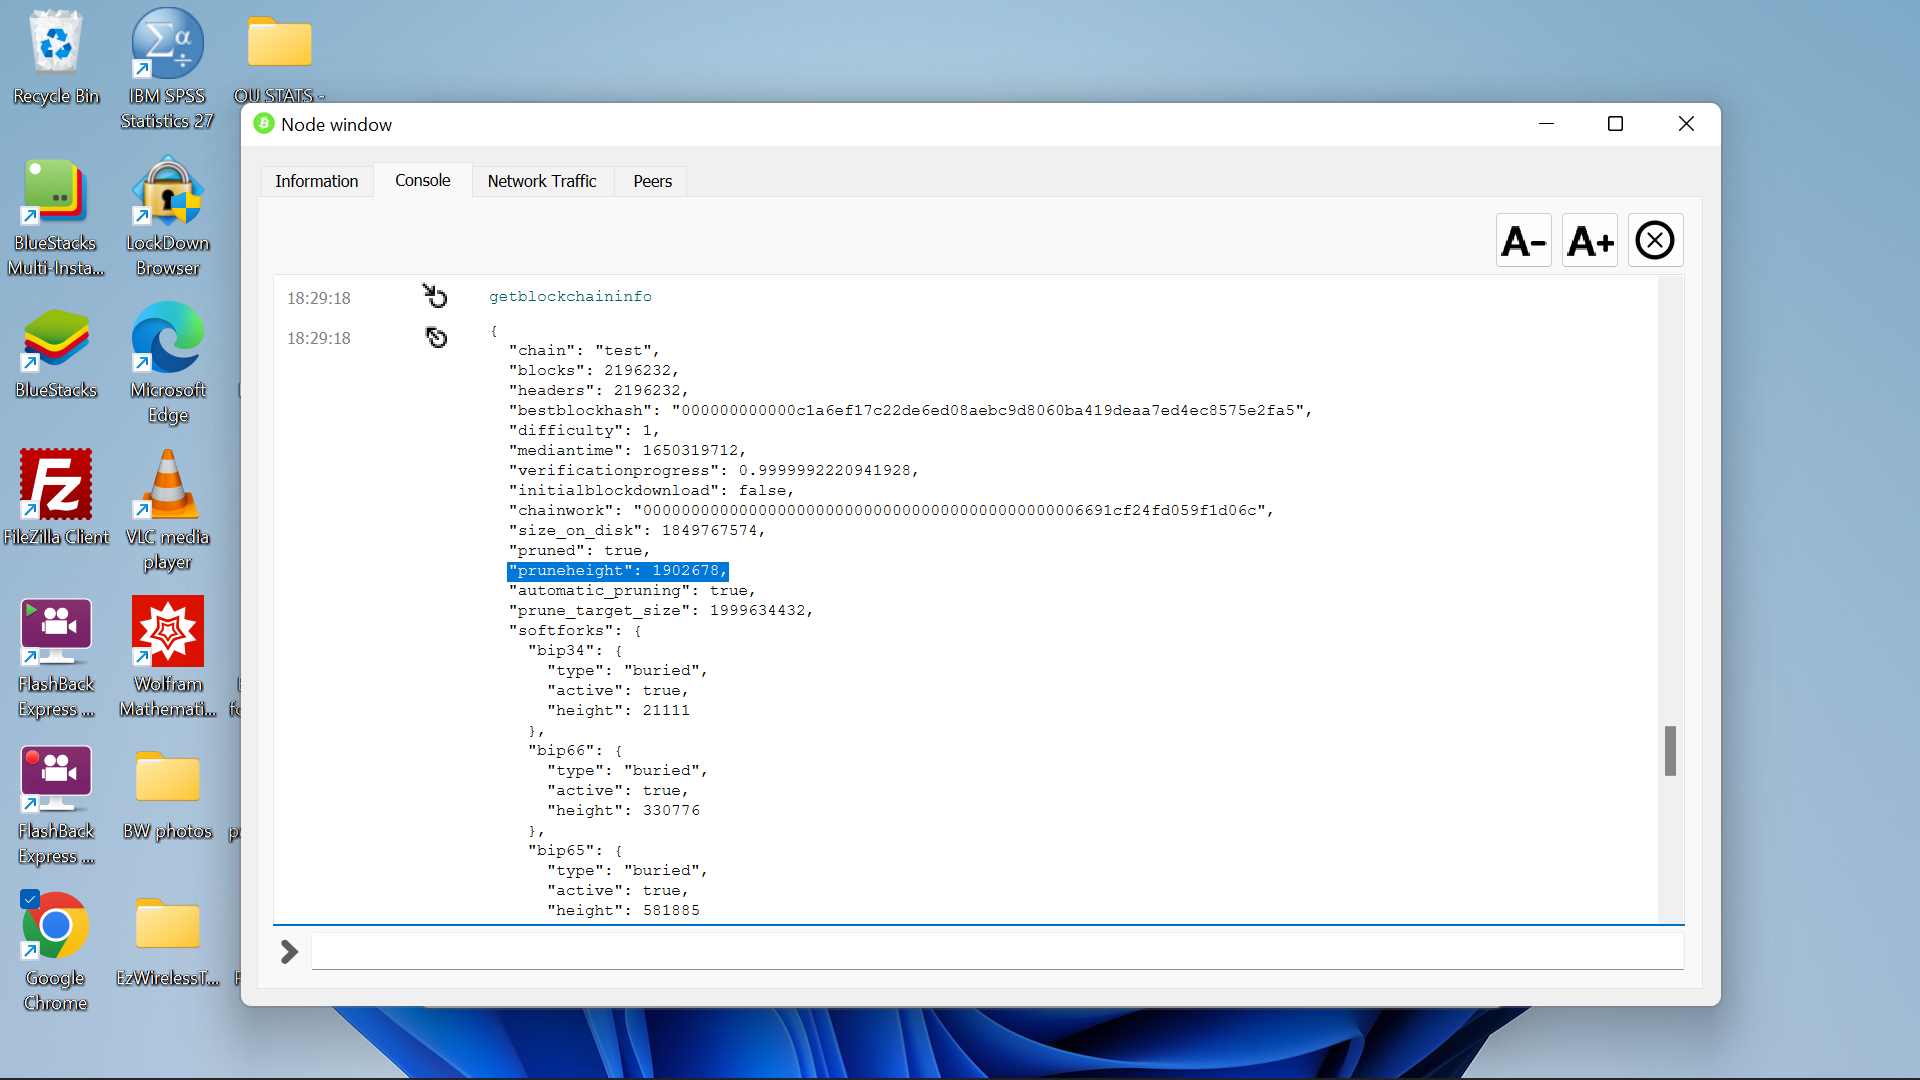 Recycle Bin
IBM SPSS
Statistics 27
OU STATS -
BlueStacks
Multi-Insta...
LockDown
Browser
BlueStacks
Microsoft
Edge
FileZilla Client
VLC media
player
FlashBack
Express ...
Wolfram
Mathemati...
FlashBack
Express ...
BW photos
Google
Chrome
EzWirelessT...
Node window
Information
Console
Network Traffic
Peers
A-
A+
18:29:18
getblockchaininfo
18:29:18
{
"chain": "test",
"blocks": 2196232,
"headers": 2196232,
"bestblockhash": "000000000000c1a6ef17c22de6ed08aebc9d8060ba419deaa7ed4ec8575e2fa5",
"difficulty": 1,
"mediantime": 1650319712,
"verificationprogress": 0.9999992220941928,
"initialblockdownload": false,
"chainwork": "0000000000000000000000000000000000000000000006691cf24fd059f1d06c",
"size_on_disk": 1849767574,
"pruned": true,
"pruneheight": 1902678,
"automatic_pruning": true,
"prune_target_size": 1999634432,
"softforks": {
"bip34": {
"type": "buried",
"active": true,
"height": 21111
},
"bip66": {
"type": "buried",
"active": true,
"height": 330776
},
"bip65": {
"type": "buried",
"active": true,
"height": 581885